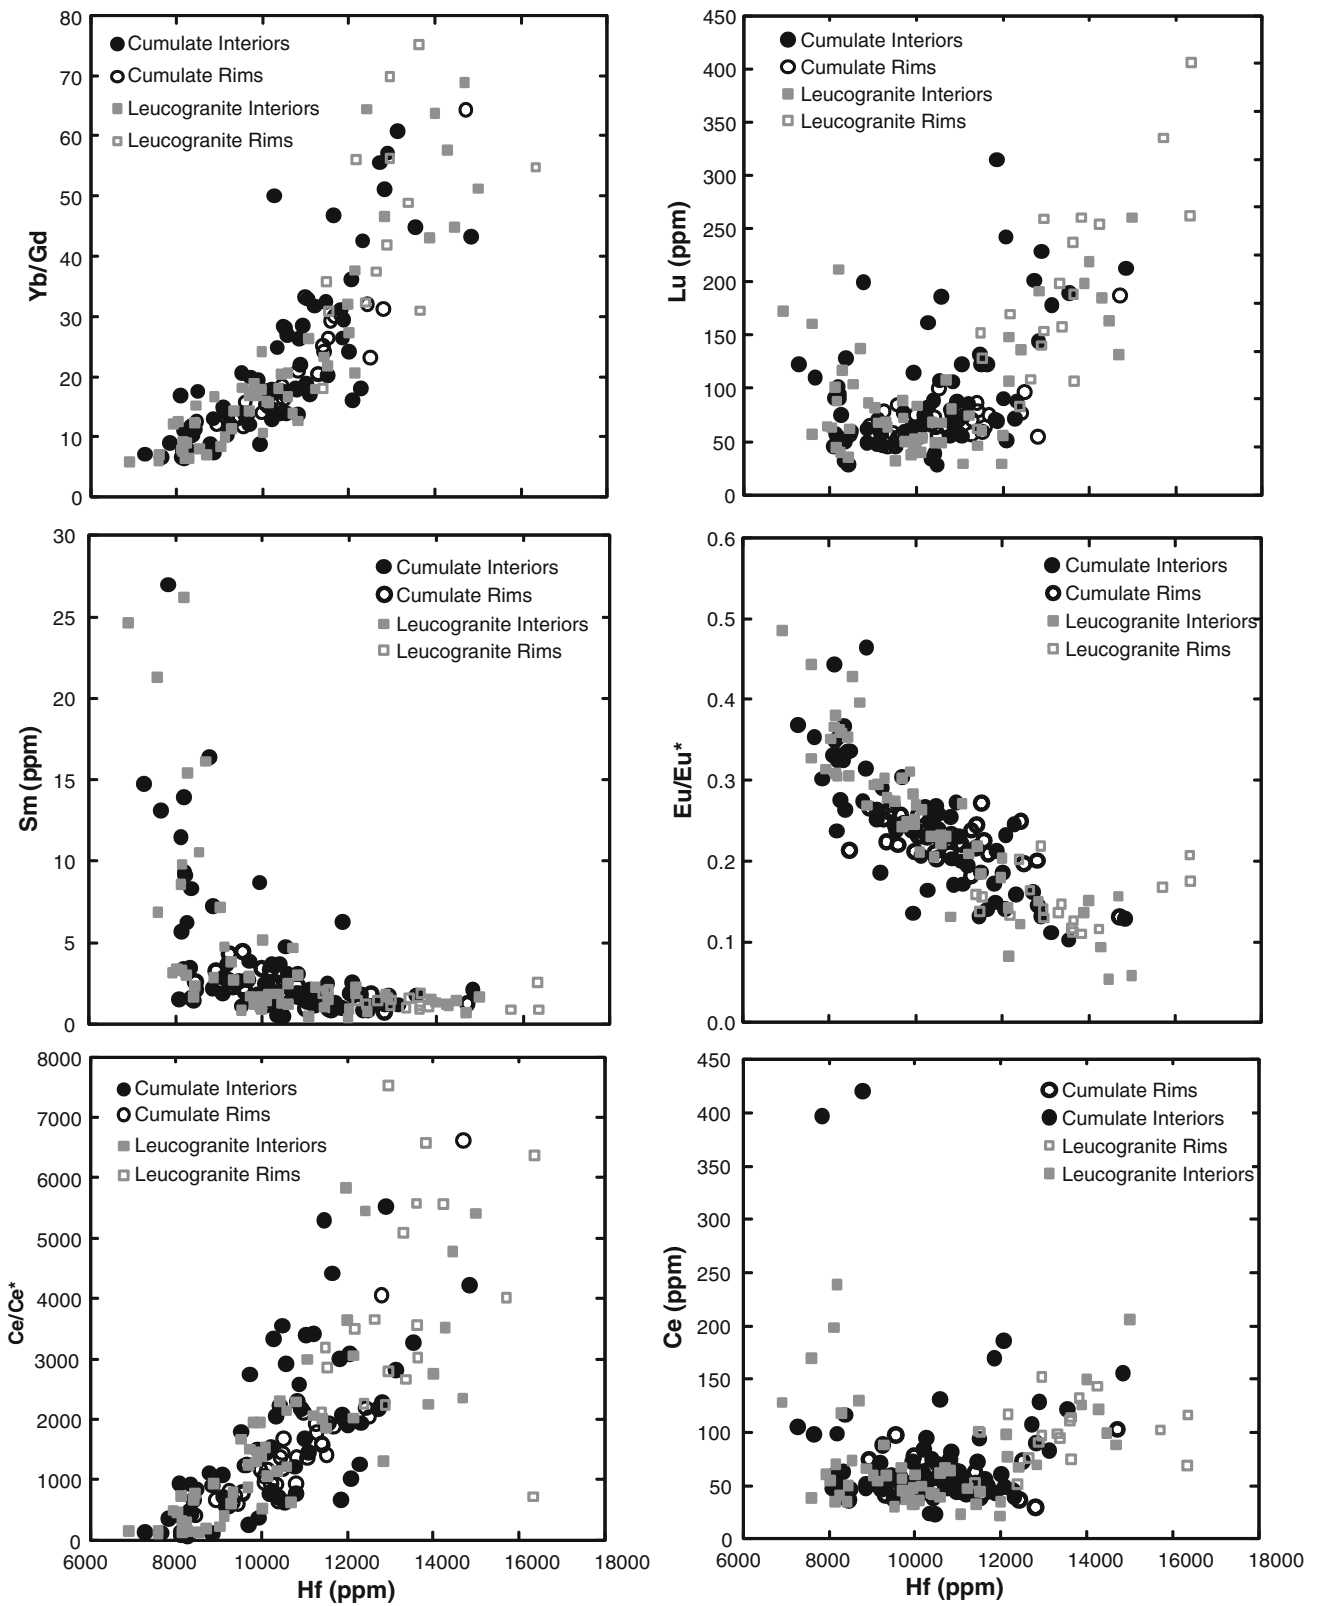 80
70
60
50
40
30
20
10
0
Yb/Gd
Cumulate Interiors
Cumulate Rims
Leucogranite Interiors
Leucogranite Rims
450
400
350
300
250
200
150
100
50
0
Lu (ppm)
Cumulate Interiors
Cumulate Rims
Leucogranite Interiors
Leucogranite Rims
30
25
20
15
10
5
0
Sm (ppm)
Cumulate Interiors
Cumulate Rims
Leucogranite Interiors
Leucogranite Rims
0.6
0.5
0.4
0.3
0.2
0.1
0.0
Eu/Eu*
Cumulate Interiors
Cumulate Rims
Leucogranite Interiors
Leucogranite Rims
8000
7000
6000
5000
4000
3000
2000
1000
0
Ce/Ce*
Cumulate Interiors
Cumulate Rims
Leucogranite Interiors
Leucogranite Rims
6000 8000 10000 12000 14000 16000 18000
Hf (ppm)
450
400
350
300
250
200
150
100
50
0
Ce (ppm)
Cumulate Rims
Cumulate Interiors
Leucogranite Rims
Leucogranite Interiors
6000 8000 10000 12000 14000 16000 18000
Hf (ppm)